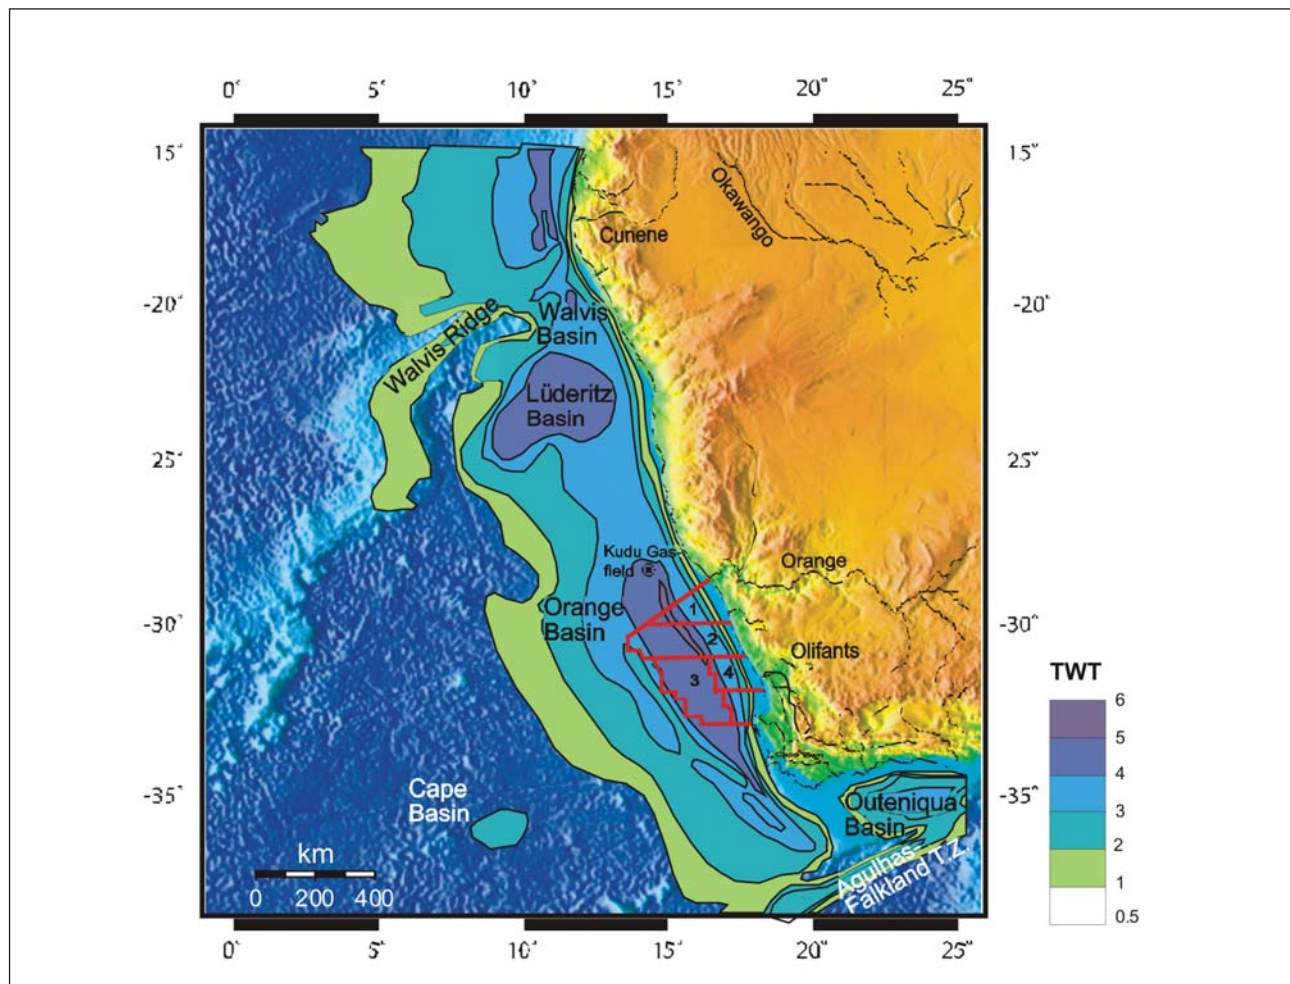 0° 5° 10° 15° 20° 25°
15° 15°
Okawango
Cunene
-20° -20°
Walvis Ridge
Walvis
Basin
Lüderitz
Basin
25° 25°
Kudu Gas-
field
Orange
1
Orange
Basin
-30° -30°
2
Olifants
3
4
TWT
6
5
4
3
2
1
0.5
-35° -35°
Cape
Basin
Outeniqua
Basin
Agulhas-
Falkland T.Z.
km
0 200 400
0° 5° 10° 15° 20° 25°